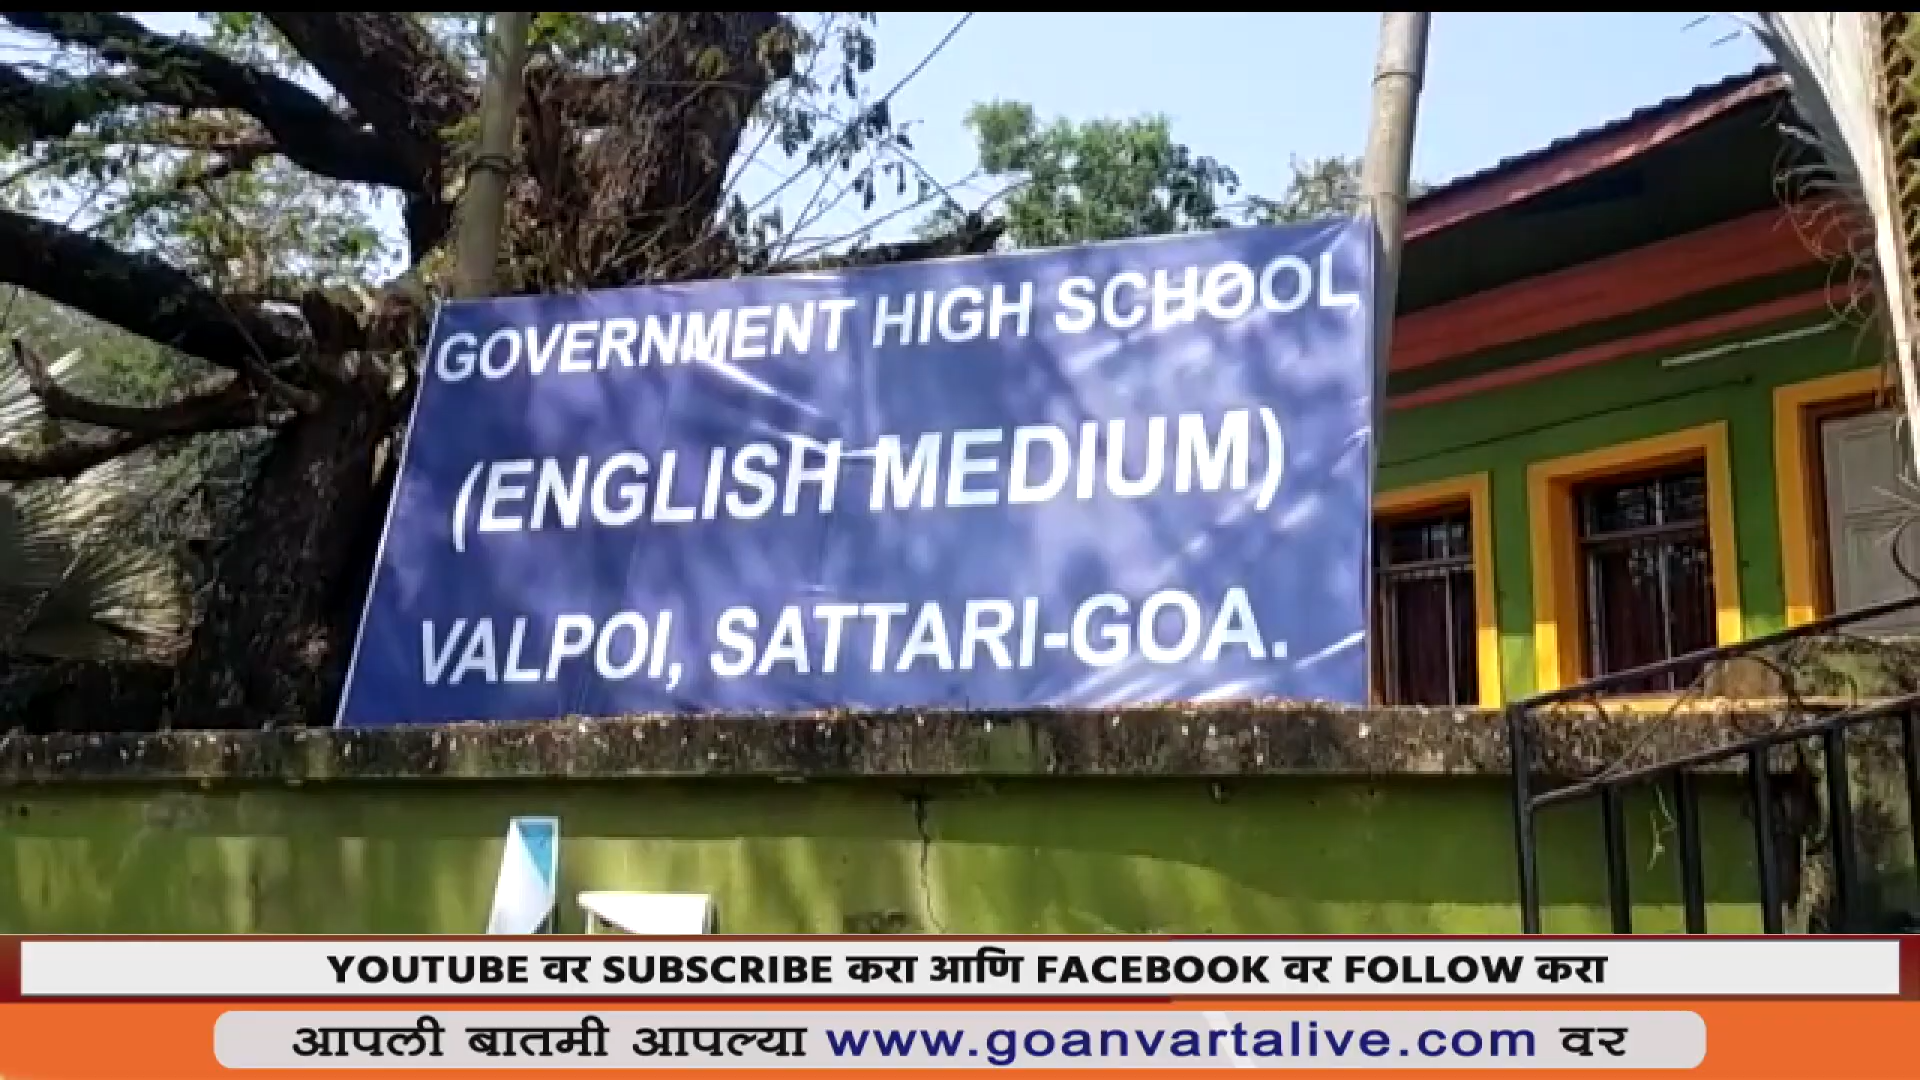 GOVERNMENT HIGH SCHOOL
(ENGLISH MEDIUM)
VALPOI, SATTARI-GOA.
YOUTUBE वर SUBSCRIBE करा आणि FACEBOOK वर FOLLOW करा
आपली बातमी आपल्या www.goanvartalive.com वर